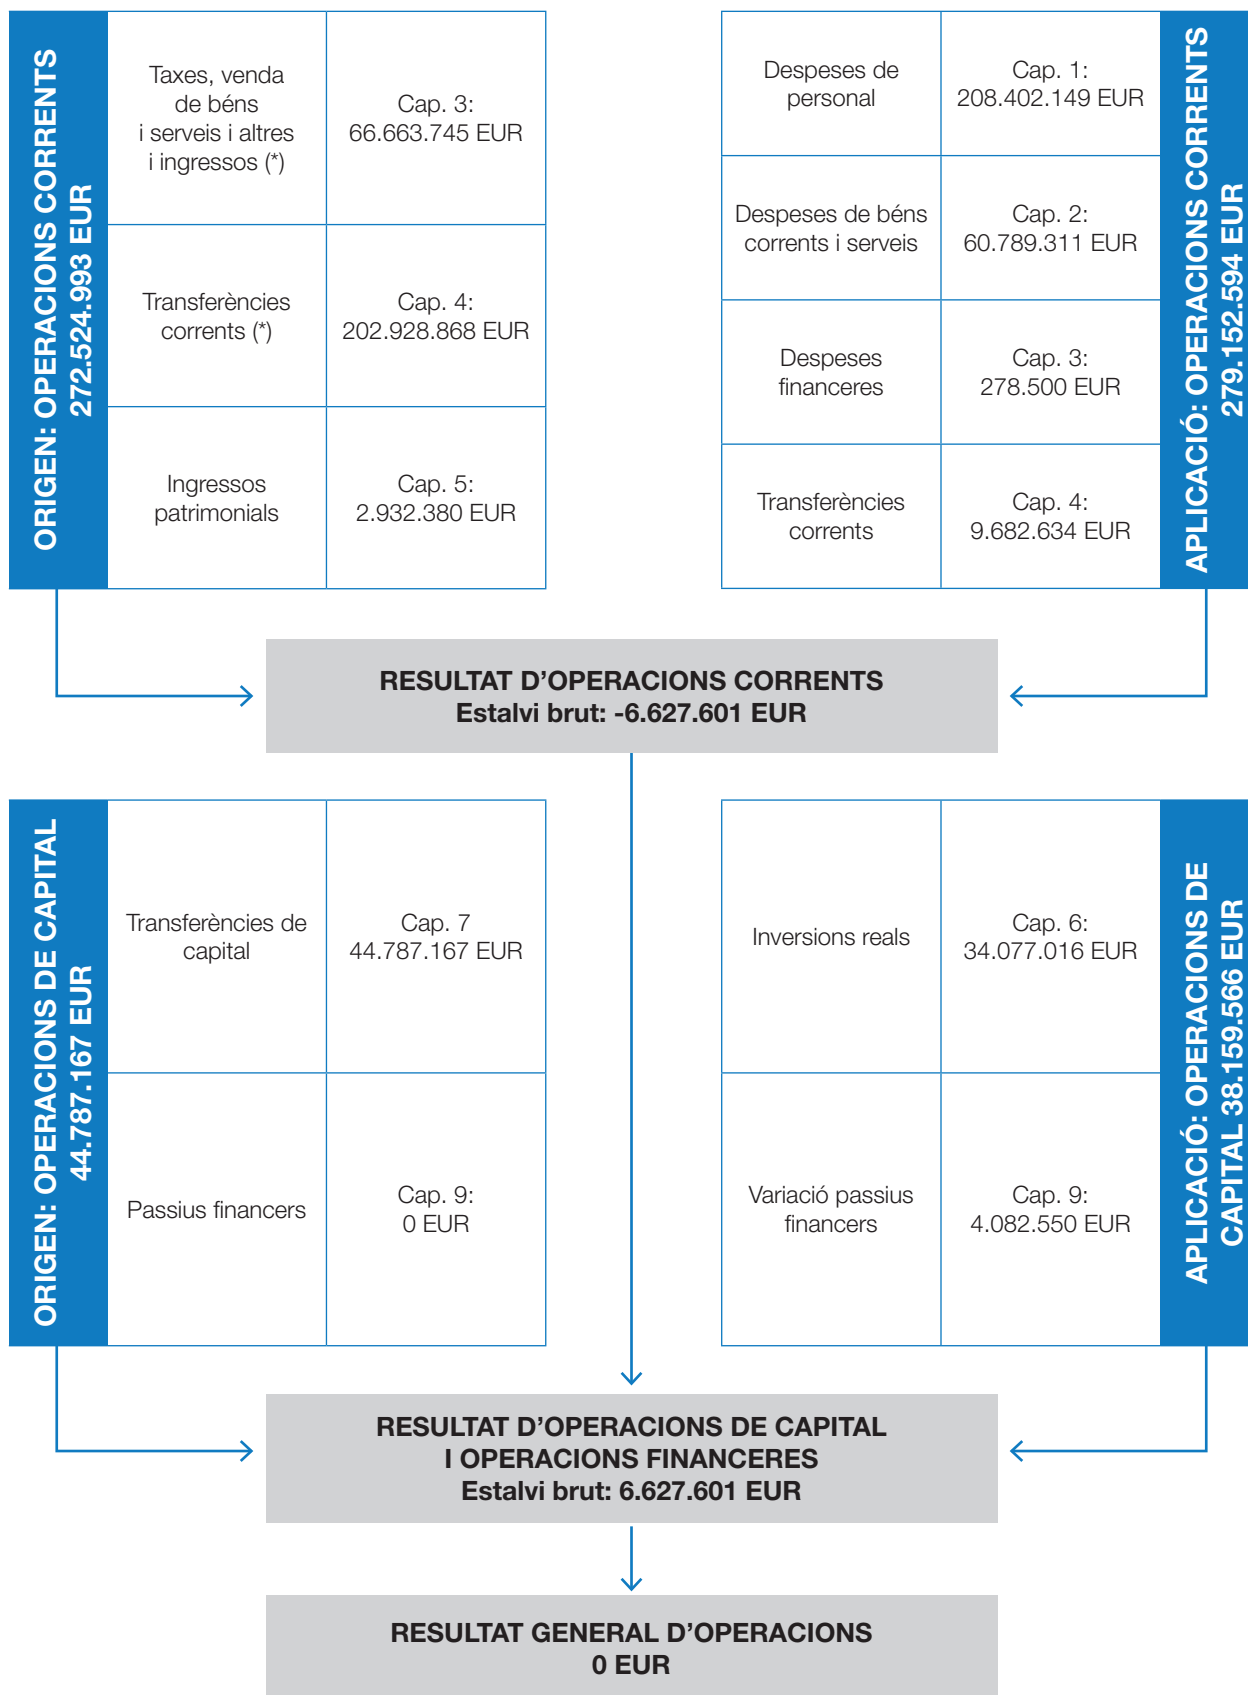 ORIGEN: OPERACIONS CORRENTS
272.524.993 EUR
Taxes, venda
de béns
i serveis i altres
i ingressos (*)
Cap. 3:
66.663.745 EUR
Transferències
corrents (*)
Cap. 4:
202.928.868 EUR
Ingressos
patrimonials
Cap. 5:
2.932.380 EUR
Despeses de
personal
Cap. 1:
208.402.149 EUR
Despeses de béns
corrents i serveis
Cap. 2:
60.789.311 EUR
Despeses
financeres
Cap. 3:
278.500 EUR
Transferències
corrents
Cap. 4:
9.682.634 EUR
APLICACIÓ: OPERACIONS CORRENTS
279.152.594 EUR
RESULTAT D’OPERACIONS CORRENTS
Estalvi brut: -6.627.601 EUR
ORIGEN: OPERACIONS DE CAPITAL
44.787.167 EUR
Transferències de
capital
Cap. 7
44.787.167 EUR
Passius financers
Cap. 9:
0 EUR
Inversions reals
Cap. 6:
34.077.016 EUR
Variació passius
financers
Cap. 9:
4.082.550 EUR
APLICACIÓ: OPERACIONS DE
CAPITAL 38.159.566 EUR
RESULTAT D’OPERACIONS DE CAPITAL
I OPERACIONS FINANCERES
Estalvi brut: 6.627.601 EUR
RESULTAT GENERAL D’OPERACIONS
0 EUR